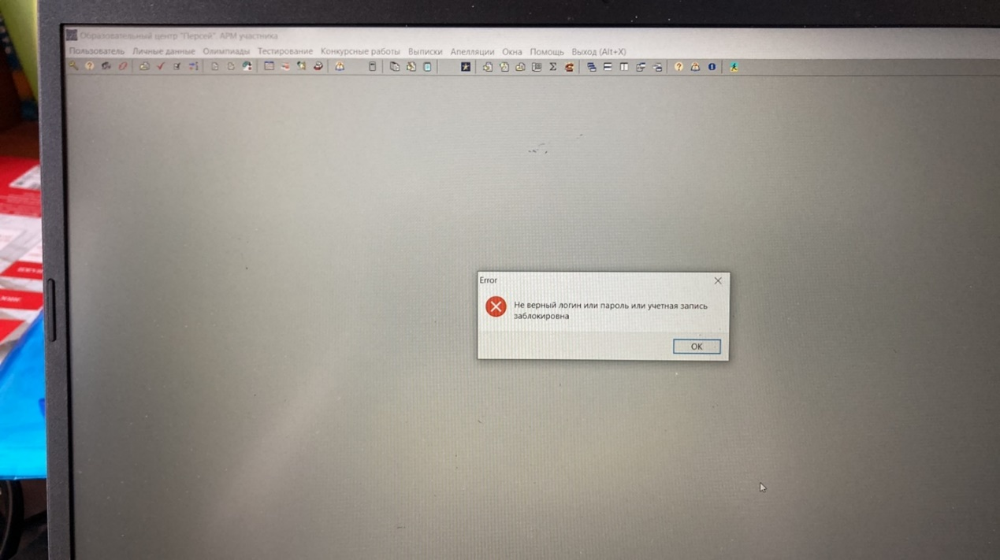 Образовательный центр "Персей". АРМ участника
Пользователь Личные данные Олимпиады Тестирование Конкурсные работы Выписки Апелляции Окна Помощь Выход (Alt+X)
Error
Не верный логин или пароль или учетная запись
заблокировна
OK